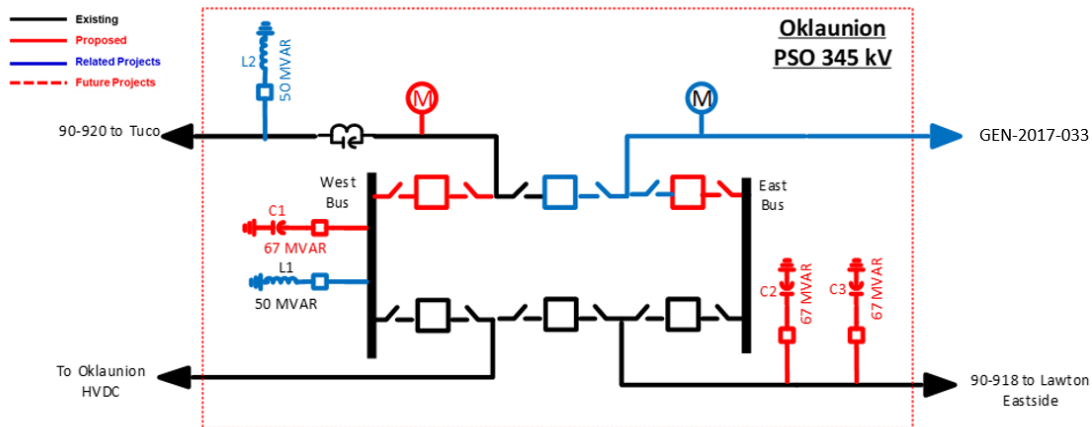 Existing
Proposed
Related Projects
Future Projects
Oklaunion
PSO 345 kV
L2
50 MVAR
M
M
90-920 to Tuco
GEN-2017-033
West
Bus
East
Bus
C1
67 MVAR
L1
50 MVAR
C2
67 MVAR
C3
67 MVAR
To Oklaunion
HVDC
90-918 to Lawton
Eastside